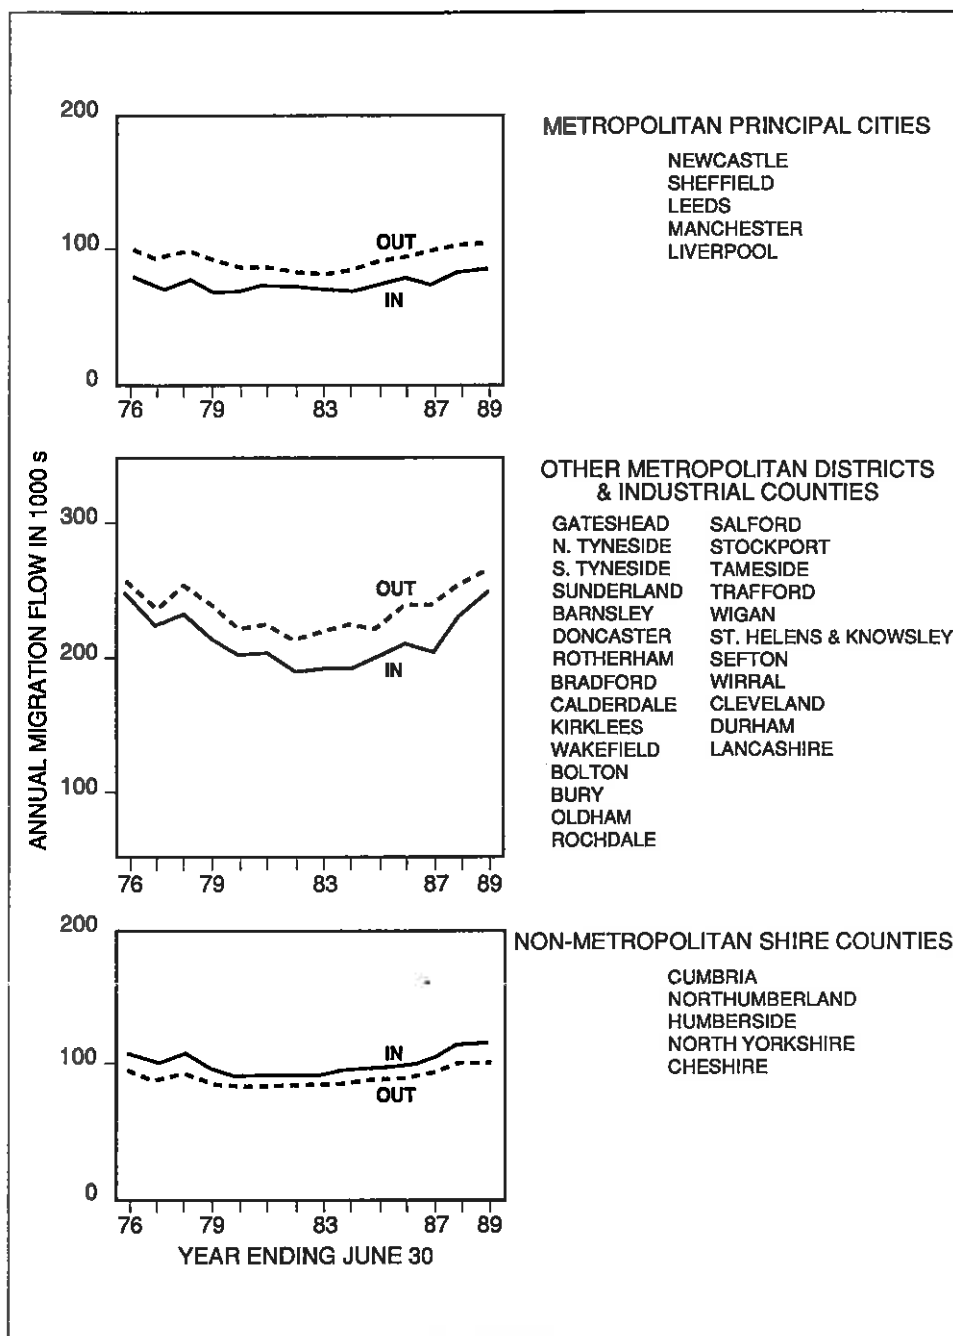 200
100
0
OUT
IN
76 79 83 87 89
METROPOLITAN PRINCIPAL CITIES
NEWCASTLE
SHEFFIELD
LEEDS
MANCHESTER
LIVERPOOL
ANNUAL MIGRATION FLOW IN 1000 s
300
200
100
OUT
IN
76 79 83 87 89
OTHER METROPOLITAN DISTRICTS
& INDUSTRIAL COUNTIES
GATESHEAD
N. TYNESIDE
S. TYNESIDE
SUNDERLAND
BARNSLEY
DONCASTER
ROTHERHAM
BRADFORD
CALDERDALE
KIRKLEES
WAKEFIELD
BOLTON
BURY
OLDHAM
ROCHDALE
SALFORD
STOCKPORT
TAMESIDE
TRAFFORD
WIGAN
ST. HELENS & KNOWSLEY
SEFTON
WIRRAL
CLEVELAND
DURHAM
LANCASHIRE
200
100
0
IN
OUT
76 79 83 87 89
YEAR ENDING JUNE 30
NON-METROPOLITAN SHIRE COUNTIES
CUMBRIA
NORTHUMBERLAND
HUMBERSIDE
NORTH YORKSHIRE
CHESHIRE